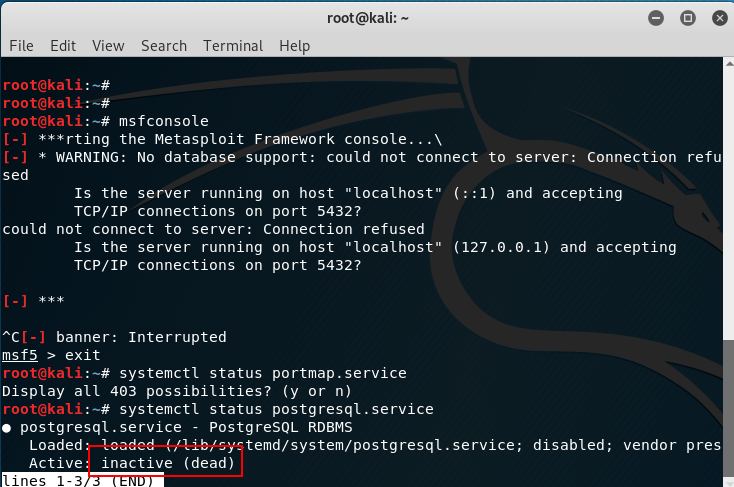 root@kali: ~
File Edit View Search Terminal Help
root@kali:~#
root@kali:~#
root@kali:~# msfconsole
[-] ***rting the Metasploit Framework console...\
[-] * WARNING: No database support: could not connect to server: Connection refu
sed
Is the server running on host "localhost" (::1) and accepting
TCP/IP connections on port 5432?
could not connect to server: Connection refused
Is the server running on host "localhost" (127.0.0.1) and accepting
TCP/IP connections on port 5432?
[-] ***
^C[-] banner: Interrupted
msf5 > exit
root@kali:~# systemctl status portmap.service
Display all 403 possibilities? (y or n)
root@kali:~# systemctl status postgresql.service
● postgresql.service - PostgreSQL RDBMS
Loaded: loaded (/lib/systemd/system/postgresql.service; disabled; vendor pres
Active: inactive (dead)
lines 1-3/3 (END)